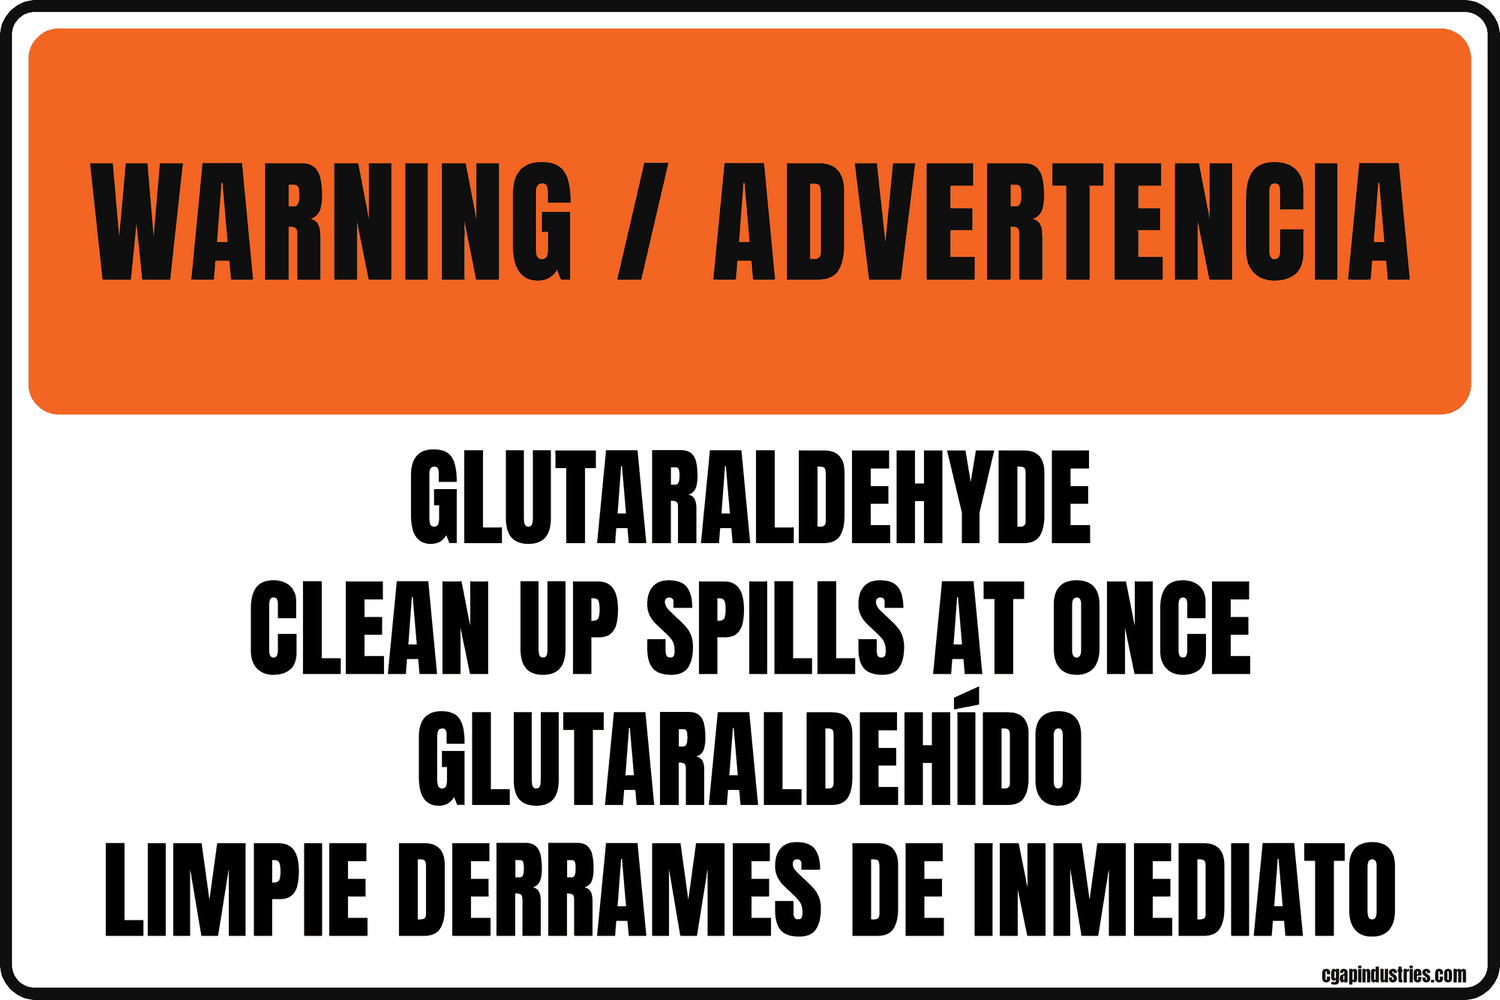 WARNING / ADVERTENCIA
GLUTARALDEHYDE
CLEAN UP SPILLS AT ONCE
GLUTARALDEHÍDO
LIMPIE DERRAMES DE INMEDIATO
cgapindustries.com